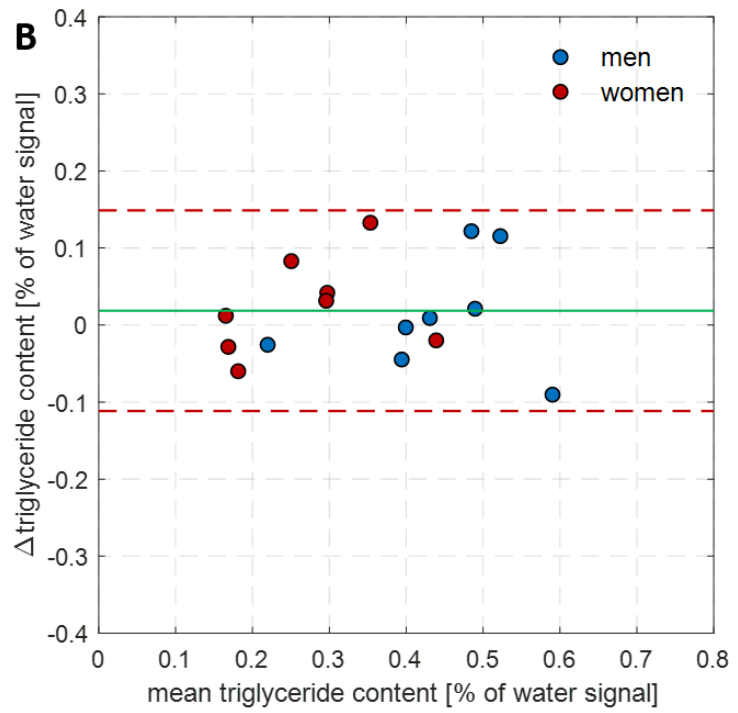 B
men
women
0.4
0.3
0.2
0.1
0
-0.1
-0.2
-0.3
-0.4
Δtriglyceride content [% of water signal]
0 0.1 0.2 0.3 0.4 0.5 0.6 0.7 0.8
mean triglyceride content [% of water signal]